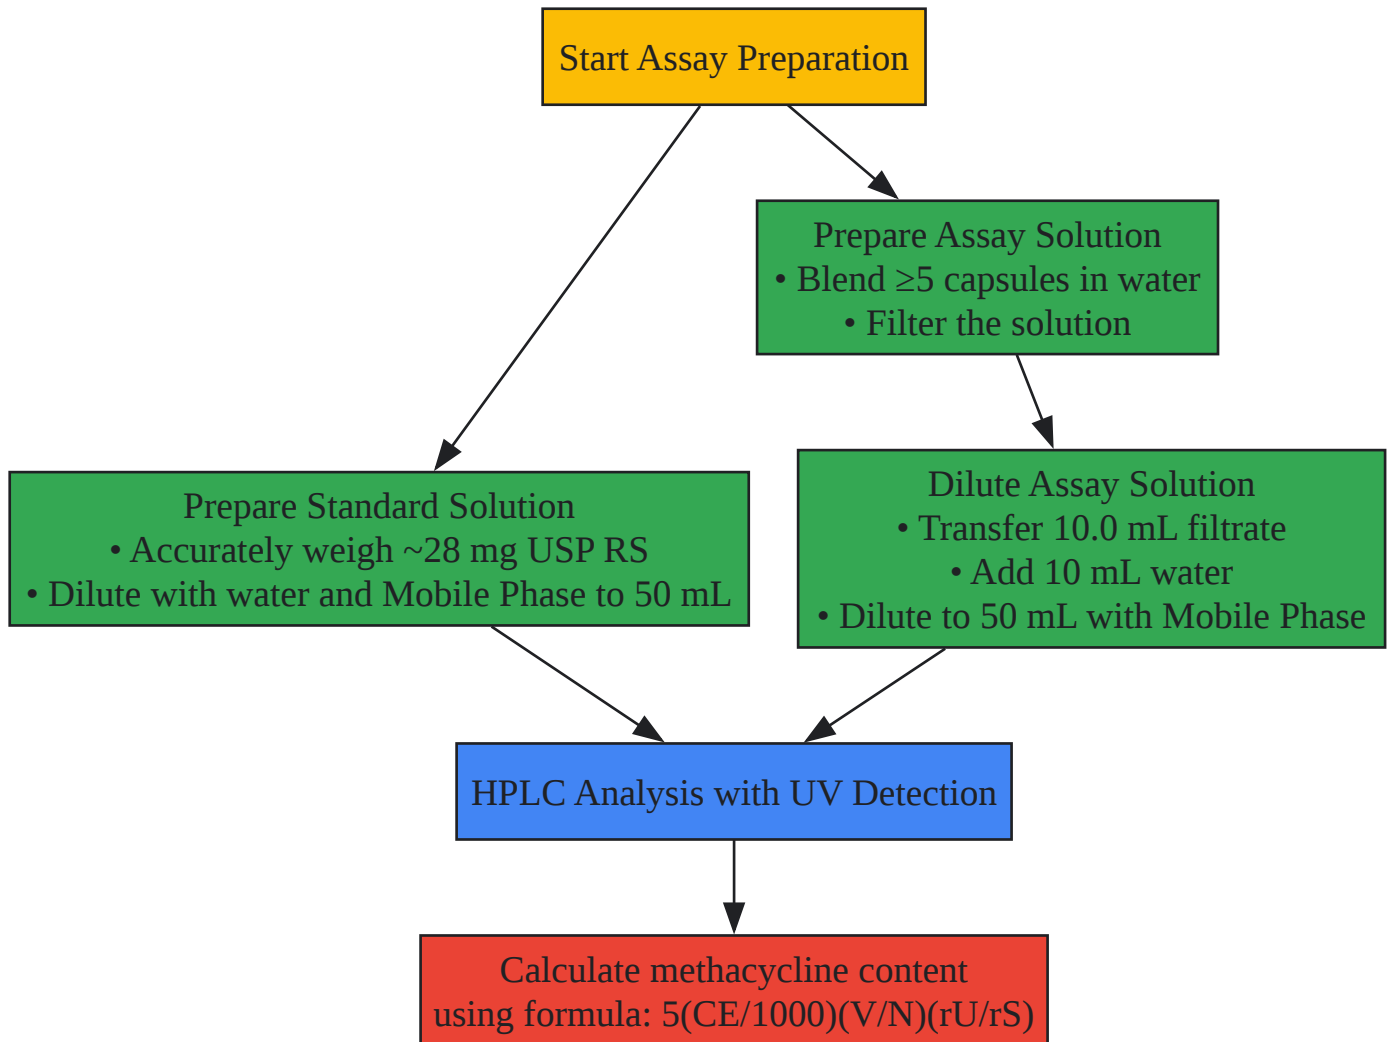 Start Assay Preparation
Prepare Assay Solution
• Blend ≥5 capsules in water
• Filter the solution
Prepare Standard Solution
• Accurately weigh ~28 mg USP RS
• Dilute with water and Mobile Phase to 50 mL
Dilute Assay Solution
• Transfer 10.0 mL filtrate
• Add 10 mL water
• Dilute to 50 mL with Mobile Phase
HPLC Analysis with UV Detection
Calculate methacycline content
using formula: 5(CE/1000)(V/N)(rU/rS)